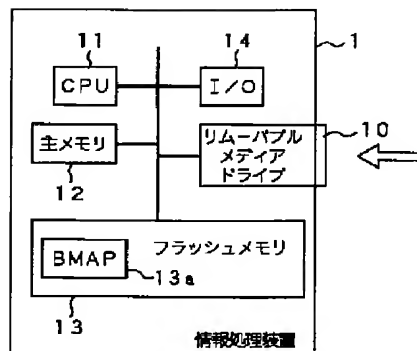 11
14
1
CPU
I/O
主メモリ
12
リムーバブル
メディア
ドライブ
10
フラッシュメモリ
BMAP
13a
13
情報処理装置